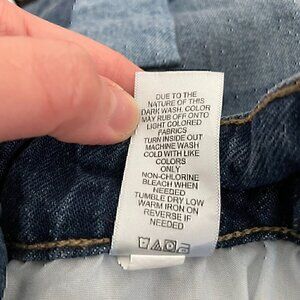 DUE TO THE
NATURE OF THIS
DARK WASH, COLOR
MAY RUB OFF ONTO
LIGHT COLORED
FABRICS
TURN INSIDE OUT
MACHINE WASH
COLD WITH LIKE
COLORS
ONLY
NON-CHLORINE
BLEACH WHEN
NEEDED
TUMBLE DRY LOW
WARM IRON ON
REVERSE IF
NEEDED